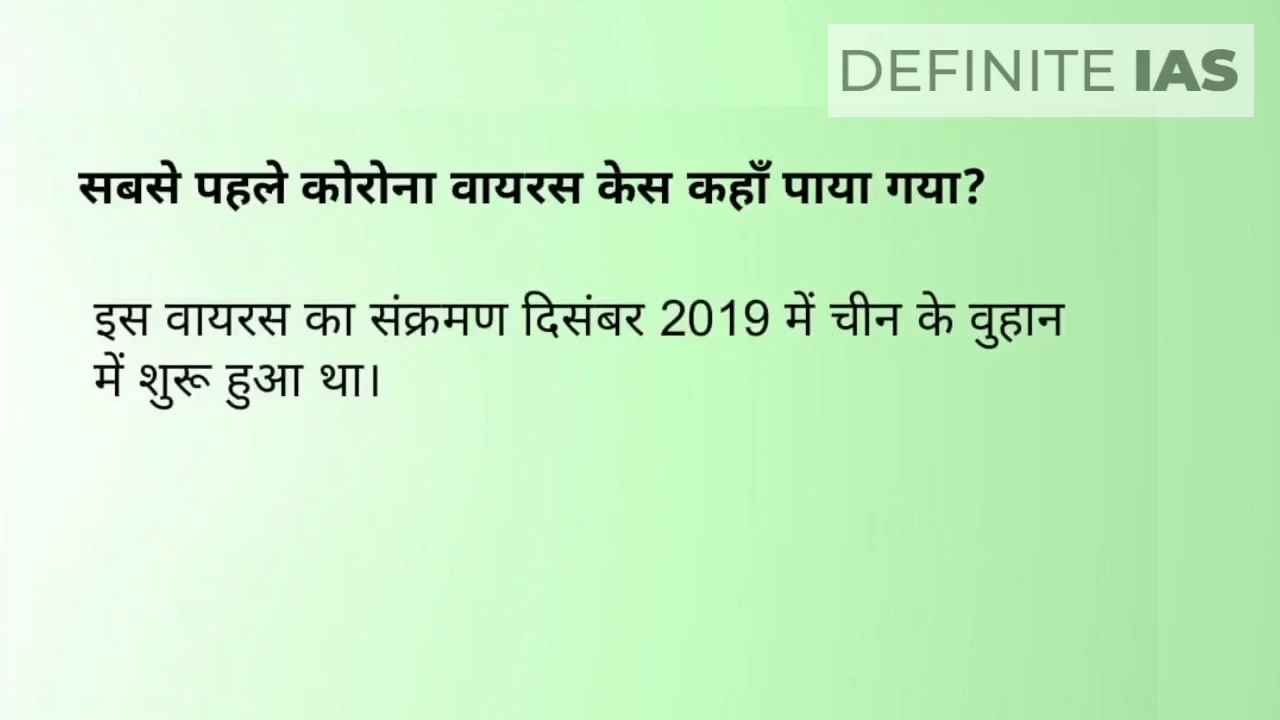 DEFINITE IAS
सबसे पहले कोरोना वायरस केस कहाँ पाया गया?
इस वायरस का संक्रमण दिसंबर 2019 में चीन के वुहान
में शुरू हुआ था।